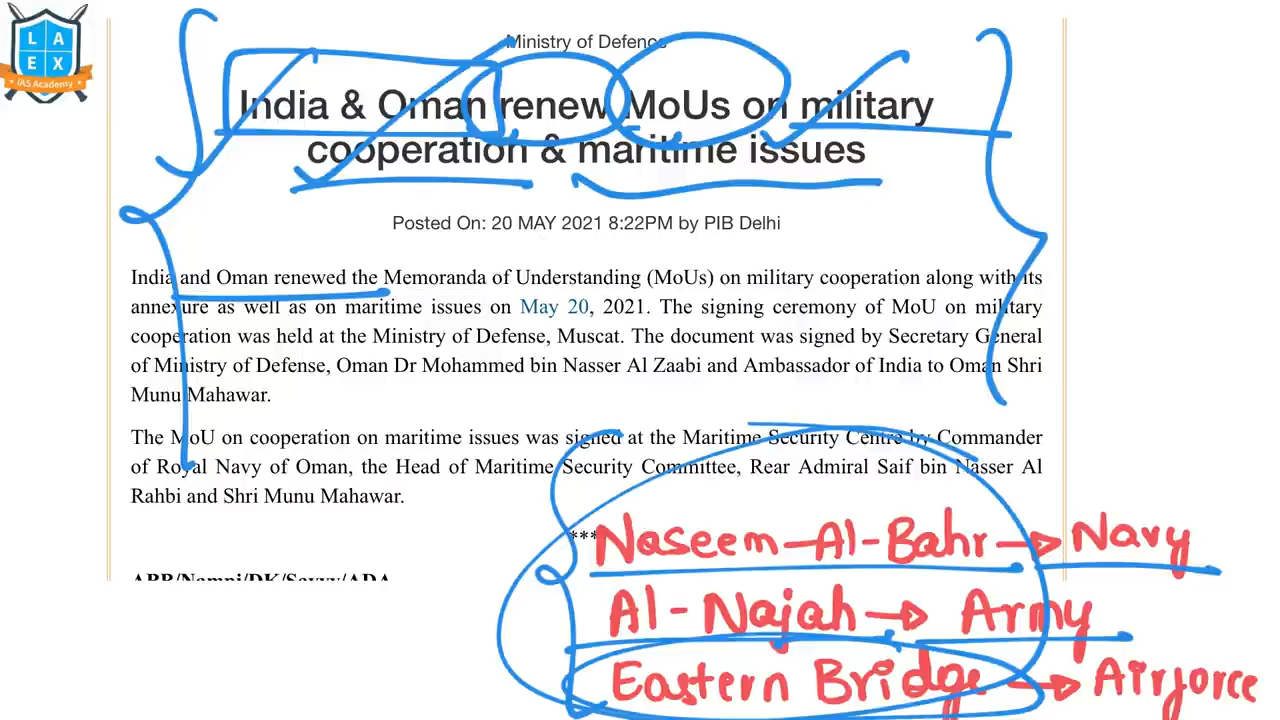 L A
E X
IAS Academy
Ministry of Defence
India & Oman renew MoUs on military
cooperation & maritime issues
Posted On: 20 MAY 2021 8:22PM by PIB Delhi
India and Oman renewed the Memoranda of Understanding (MoUs) on military cooperation along with its
annexure as well as on maritime issues on May 20, 2021. The signing ceremony of MoU on military
cooperation was held at the Ministry of Defense, Muscat. The document was signed by Secretary General
of Ministry of Defense, Oman Dr Mohammed bin Nasser Al Zaabi and Ambassador of India to Oman Shri
Munu Mahawar.
The MoU on cooperation on maritime issues was signed at the Maritime Security Centre by Commander
of Royal Navy of Oman, the Head of Maritime Security Committee, Rear Admiral Saif bin Nasser Al
Rahbi and Shri Munu Mahawar.
***
Naseem-Al-Bahr → Navy
ABB/Nampi/DK/Savvy/ADA
Al-Najah → Army
Eastern Bridge → Airforce